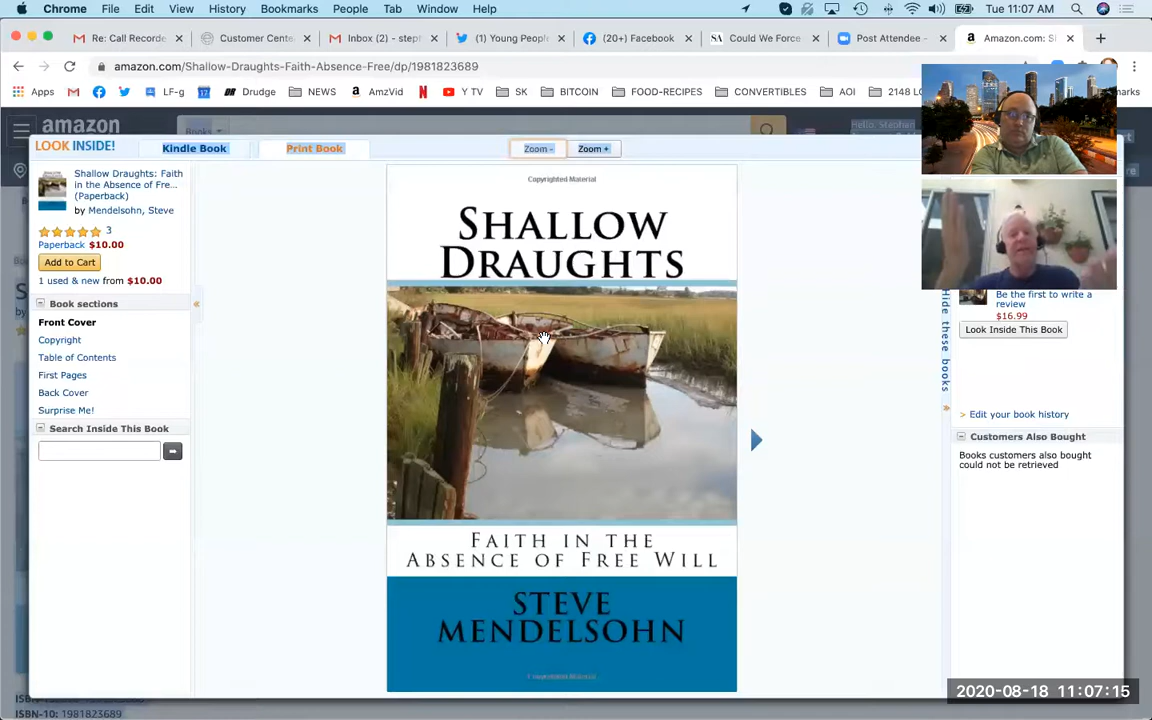 Chrome File Edit View History Bookmarks People Tab Window Help Tue 11:07 AM
Re: Call Recorde Customer Cente Inbox (2) - step (1) Young Peopl (20+) Facebook Could We Force Post Attendee - Amazon.com: S
amazon.com/Shallow-Draughts-Faith-Absence-Free/dp/1981823689
Apps LF-g Drudge NEWS AmzVid Y TV SK BITCOIN FOOD-RECIPES CONVERTIBLES AOI 2148 LO
amazon Books Hello, Stephan
LOOK INSIDE! Kindle Book Print Book Zoom - Zoom +
Shallow Draughts: Faith
in the Absence of Fre...
(Paperback)
by Mendelsohn, Steve
3
Paperback $10.00
Add to Cart
1 used & new from $10.00
Book sections
Front Cover
Copyright
Table of Contents
First Pages
Back Cover
Surprise Me!
Search Inside This Book
Copyrighted Material
SHALLOW
DRAUGHTS
FAITH IN THE
ABSENCE OF FREE WILL
STEVE
MENDELSOHN
Copyrighted Material
Hide these books
Be the first to write a
review
$16.99
Look Inside This Book
> Edit your book history
Customers Also Bought
Books customers also bought
could not be retrieved
2020-08-18 11:07:15
ISBN-10: 1981823689